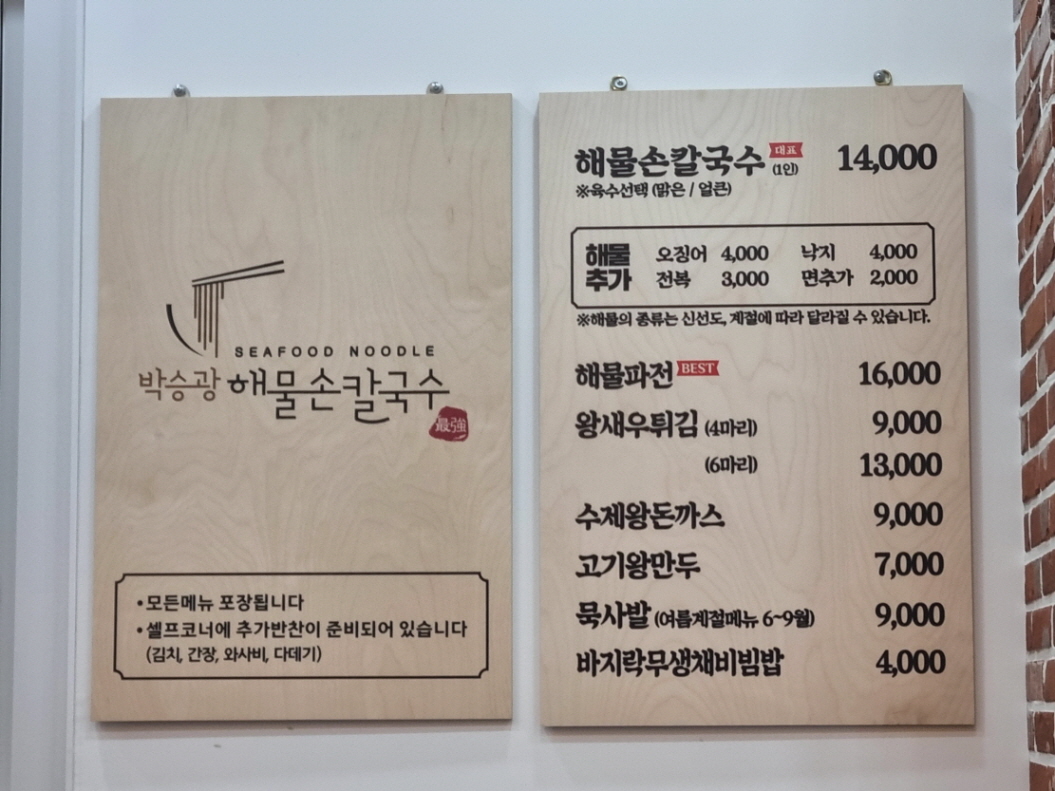 SEAFOOD NOODLE
박승광 해물손칼국수
最強
•모든메뉴 포장됩니다
•셀프코너에 추가반찬이 준비되어 있습니다
(김치, 간장, 와사비, 다데기)
해물손칼국수 대표 (1인) 14,000
※육수선택 (맑은 / 얼큰)
해물 추가
오징어 4,000 낙지 4,000
전복 3,000 면추가 2,000
※해물의 종류는 신선도, 계절에 따라 달라질 수 있습니다.
해물파전 BEST 16,000
왕새우튀김 (4마리) 9,000
(6마리) 13,000
수제왕돈까스 9,000
고기왕만두 7,000
묵사발 (여름계절메뉴 6~9월) 9,000
바지락무생채비빔밥 4,000